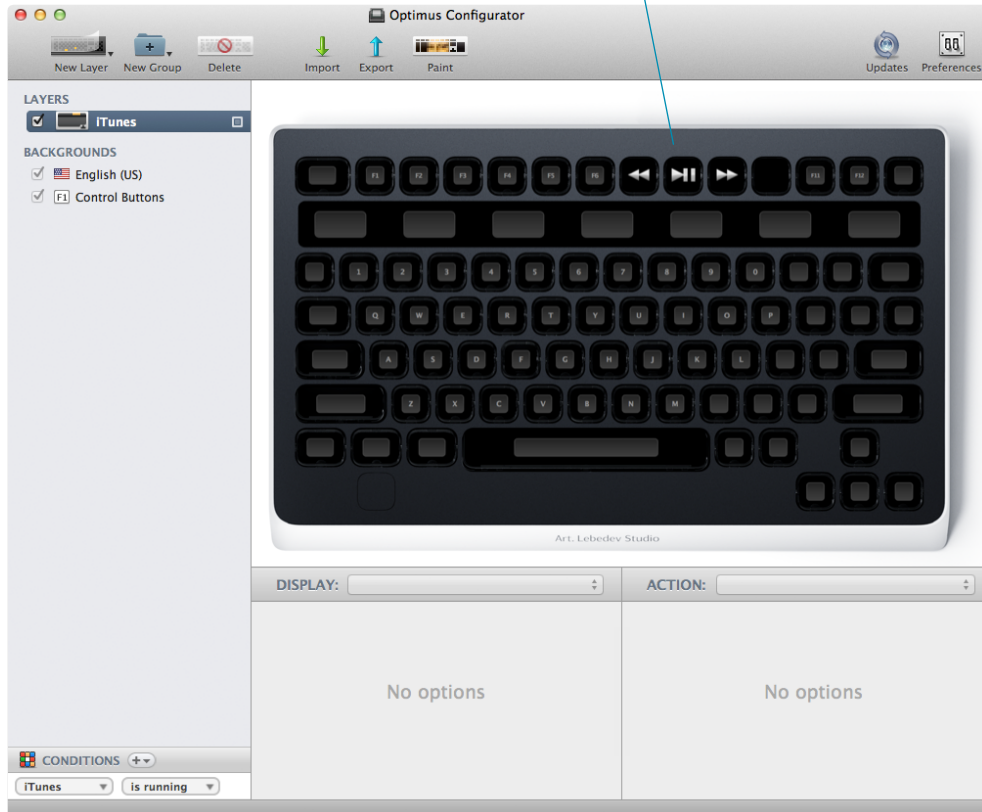 Optimus Configurator
New Layer New Group Delete Import Export Paint Updates Preferences
LAYERS
iTunes
BACKGROUNDS
English (US)
F1 Control Buttons
F1 F2 F3 F4 F5 F6 F11 F12
1 2 3 4 5 6 7 8 9 0
Q W E R T Y U I O P
A S D F G H J K L
Z X C V B N M
Art. Lebedev Studio
DISPLAY: ACTION:
No options No options
CONDITIONS
iTunes is running